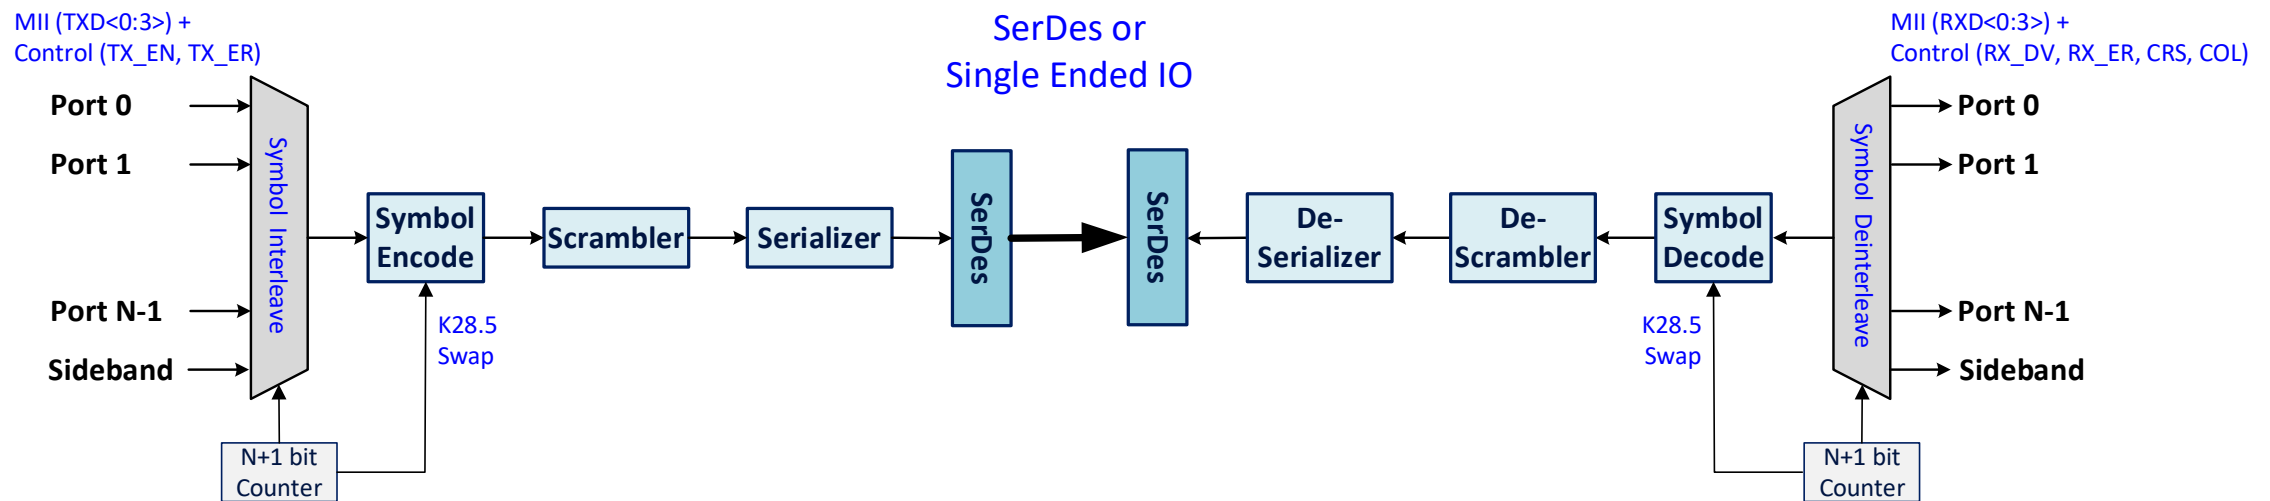 MII (TXD<0:3>) +
Control (TX_EN, TX_ER)
SerDes or
Single Ended IO
MII (RXD<0:3>) +
Control (RX_DV, RX_ER, CRS, COL)
Port 0
Port 1
Port N-1
Sideband
Symbol Interleave
N+1 bit
Counter
Symbol
Encode
K28.5
Swap
Scrambler
Serializer
SerDes
SerDes
De-
Serializer
De-
Scrambler
Symbol
Decode
K28.5
Swap
Symbol Deinterleave
N+1 bit
Counter
Port 0
Port 1
Port N-1
Sideband